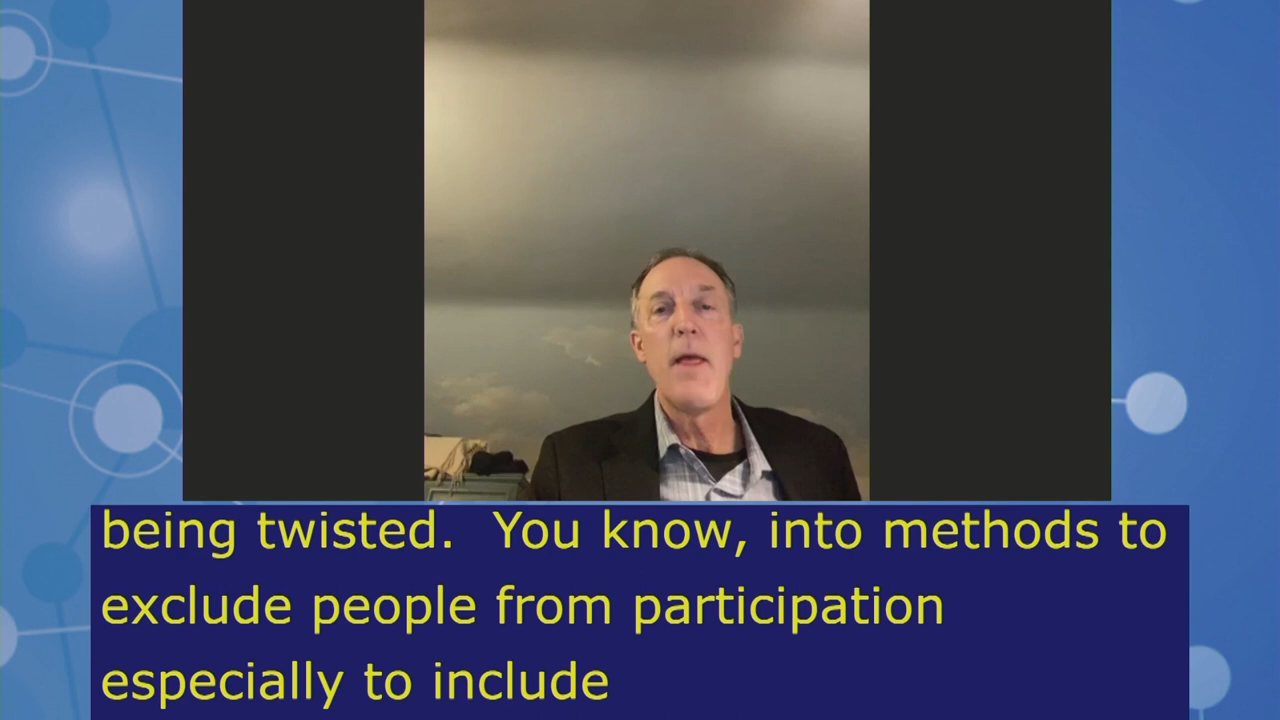 being twisted.  You know, into methods to
exclude people from participation
especially to include